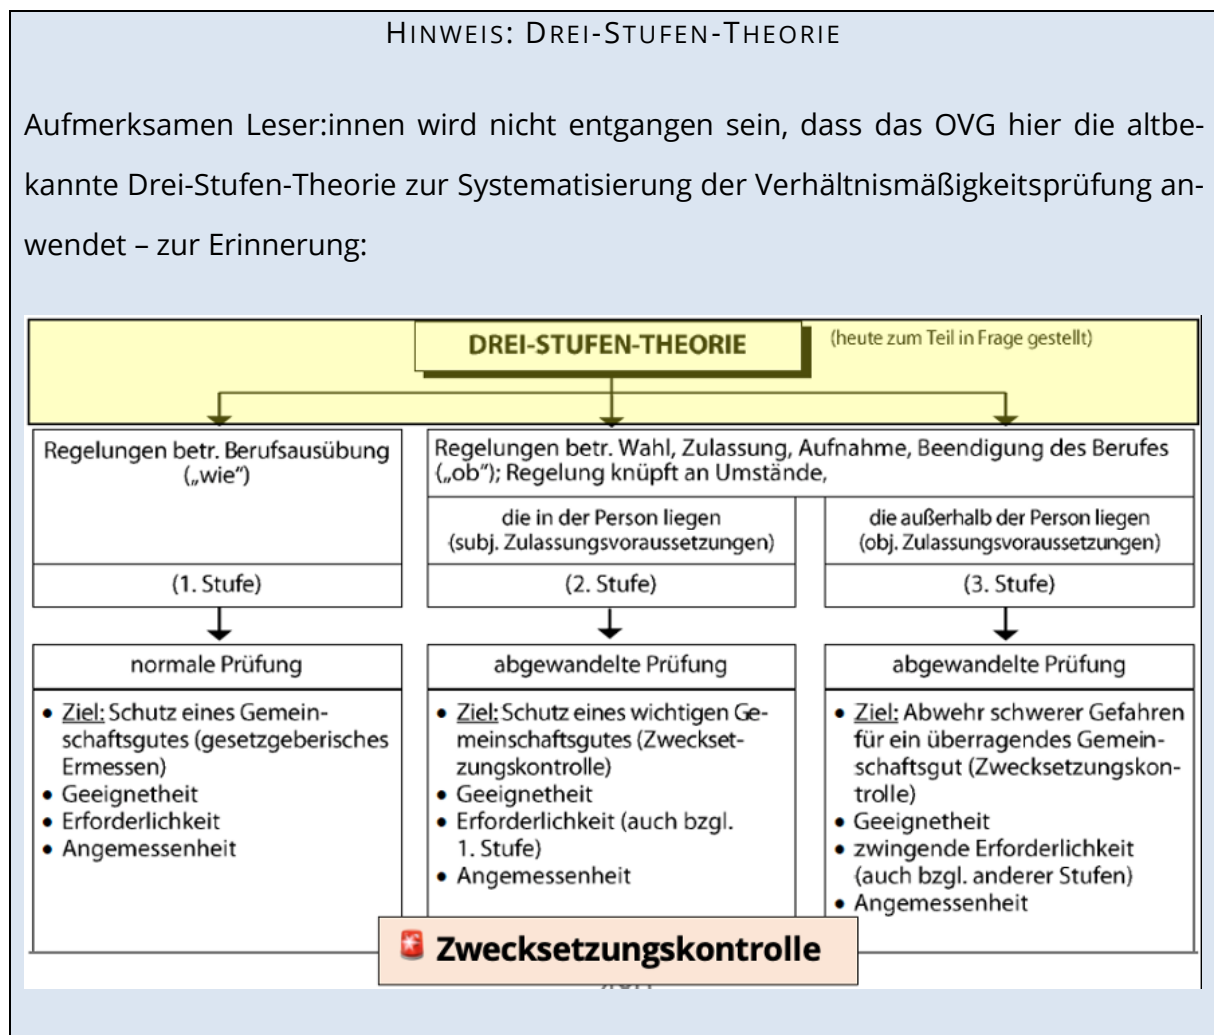 HINWEIS: DREI-STUFEN-THEORIE
Aufmerksamen Leser:innen wird nicht entgangen sein, dass das OVG hier die altbe-
kannte Drei-Stufen-Theorie zur Systematisierung der Verhältnismäßigkeitsprüfung an-
wendet – zur Erinnerung:
DREI-STUFEN-THEORIE
(heute zum Teil in Frage gestellt)
Regelungen betr. Berufsausübung
(„wie“)
(1. Stufe)
Regelungen betr. Wahl, Zulassung, Aufnahme, Beendigung des Berufes
(„ob“); Regelung knüpft an Umstände,
die in der Person liegen
(subj. Zulassungsvoraussetzungen)
(2. Stufe)
die außerhalb der Person liegen
(obj. Zulassungsvoraussetzungen)
(3. Stufe)
normale Prüfung
• Ziel: Schutz eines Gemein-
schaftsgutes (gesetzgeberisches
Ermessen)
• Geeignetheit
• Erforderlichkeit
• Angemessenheit
abgewandelte Prüfung
• Ziel: Schutz eines wichtigen Ge-
meinschaftsgutes (Zweckset-
zungskontrolle)
• Geeignetheit
• Erforderlichkeit (auch bzgl.
1. Stufe)
• Angemessenheit
abgewandelte Prüfung
• Ziel: Abwehr schwerer Gefahren
für ein überragendes Gemein-
schaftsgut (Zwecksetzungskon-
trolle)
• Geeignetheit
• zwingende Erforderlichkeit
(auch bzgl. anderer Stufen)
• Angemessenheit
🚨 Zwecksetzungskontrolle